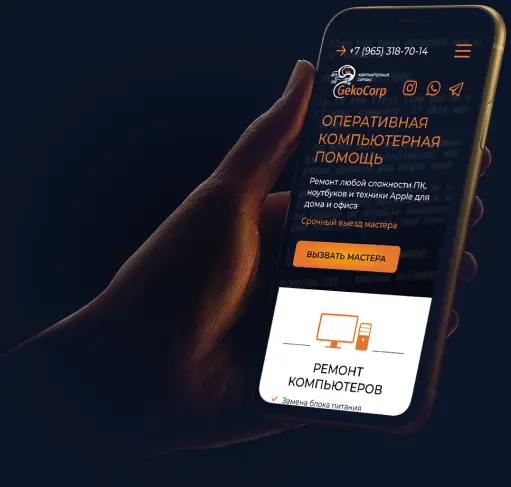 +7 (965) 318-70-14
КОМПЬЮТЕРНЫЙ
СЕРВИС
GekoCorp
ОПЕРАТИВНАЯ
КОМПЬЮТЕРНАЯ
ПОМОЩЬ
Ремонт любой сложности ПК,
ноутбуков и техники Apple для
дома и офиса
Срочный выезд мастера
ВЫЗВАТЬ МАСТЕРА
РЕМОНТ
КОМПЬЮТЕРОВ
Замена блока питания